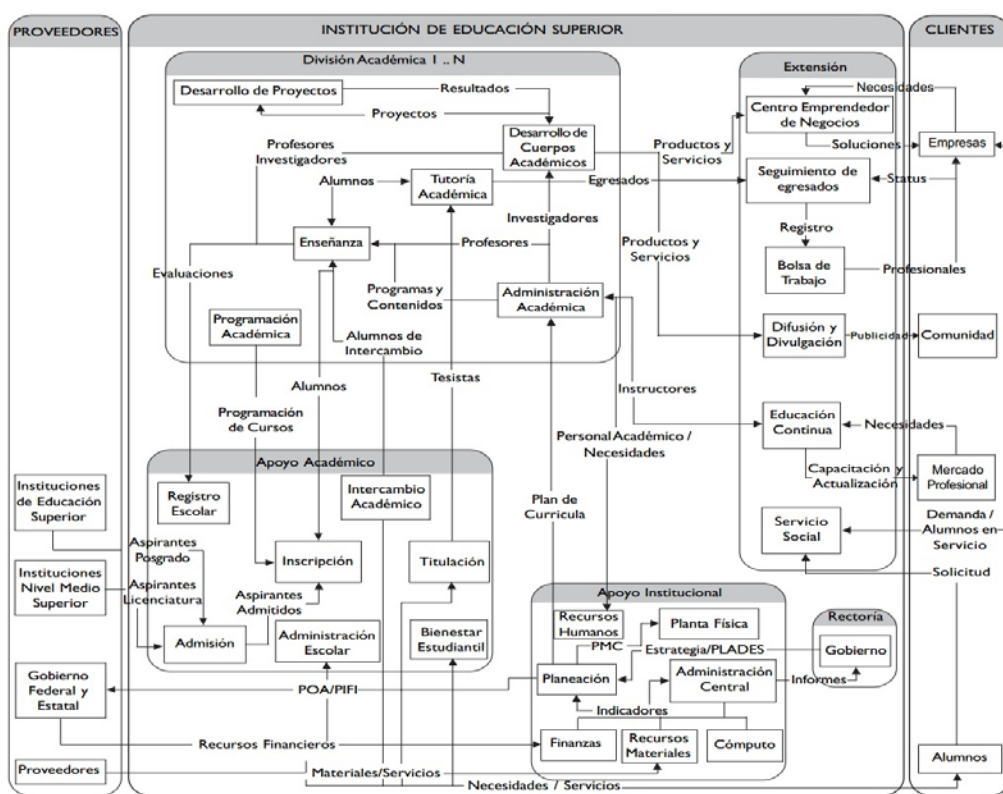 PROVEEDORES
INSTITUCIÓN DE EDUCACIÓN SUPERIOR
CLIENTES
División Académica 1 .. N
Extensión
Desarrollo de Proyectos
Resultados
Proyectos
Necesidades
Centro Emprendedor
de Negocios
Profesores
Investigadores
Desarrollo de
Cuerpos
Académicos
Productos y
Servicios
Soluciones
Empresas
Alumnos
Tutoría
Académica
Egresados
Seguimiento de
egresados
Status
Investigadores
Registro
Enseñanza
Profesores
Productos y
Servicios
Evaluaciones
Bolsa de
Trabajo
Profesionales
Programas y
Contenidos
Administración
Académica
Programación
Académica
Alumnos de
Intercambio
Difusión y
Divulgación
Publicidad
Comunidad
Tesistas
Alumnos
Instructores
Programación
de Cursos
Educación
Continua
Necesidades
Personal Académico /
Necesidades
Apoyo Académico
Capacitación y
Actualización
Mercado
Profesional
Instituciones
de Educación
Superior
Registro
Escolar
Intercambio
Académico
Plan de
Curricula
Servicio
Social
Demanda /
Alumnos en
Servicio
Aspirantes
Posgrado
Inscripción
Titulación
Solicitud
Instituciones
Nivel Medio
Superior
Aspirantes
Licenciatura
Aspirantes
Admitidos
Apoyo Institucional
Rectoría
Admisión
Administración
Escolar
Bienestar
Estudiantil
Recursos
Humanos
Planta Física
PMC
Estrategia/PLADES
Gobierno
Gobierno
Federal y
Estatal
POA/PIFI
Planeación
Administración
Central
Informes
Indicadores
Recursos Financieros
Finanzas
Recursos
Materiales
Cómputo
Proveedores
Materiales/Servicios
Alumnos
Necesidades / Servicios